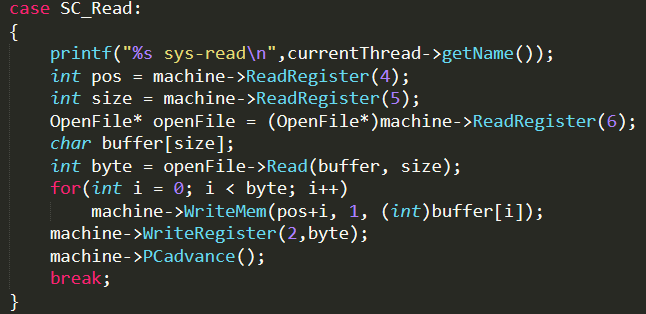 case SC_Read:
{
    printf("%s sys-read\n",currentThread->getName());
    int pos = machine->ReadRegister(4);
    int size = machine->ReadRegister(5);
    OpenFile* openFile = (OpenFile*)machine->ReadRegister(6);
    char buffer[size];
    int byte = openFile->Read(buffer, size);
    for(int i = 0; i < byte; i++)
        machine->WriteMem(pos+i, 1, (int)buffer[i]);
    machine->WriteRegister(2,byte);
    machine->PCadvance();
    break;
}